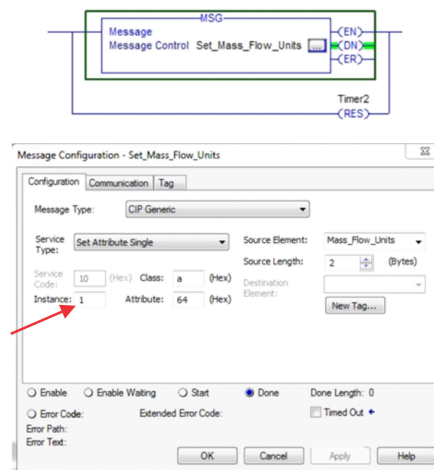 MSG
Message
Message Control Set_Mass_Flow_Units ...
EN
DN
ER
Timer2
RES
Message Configuration - Set_Mass_Flow_Units
Configuration Communication Tag
Message Type: CIP Generic
Service Type: Set Attribute Single
Source Element: Mass_Flow_Units
Source Length: 2 (Bytes)
Service Code: 10 (Hex) Class: a (Hex)
Destination Element:
Instance: 1 Attribute: 64 (Hex)
New Tag...
Enable Enable Waiting Start Done Done Length: 0
Error Code: Extended Error Code: Timed Out
Error Path:
Error Text:
OK Cancel Apply Help